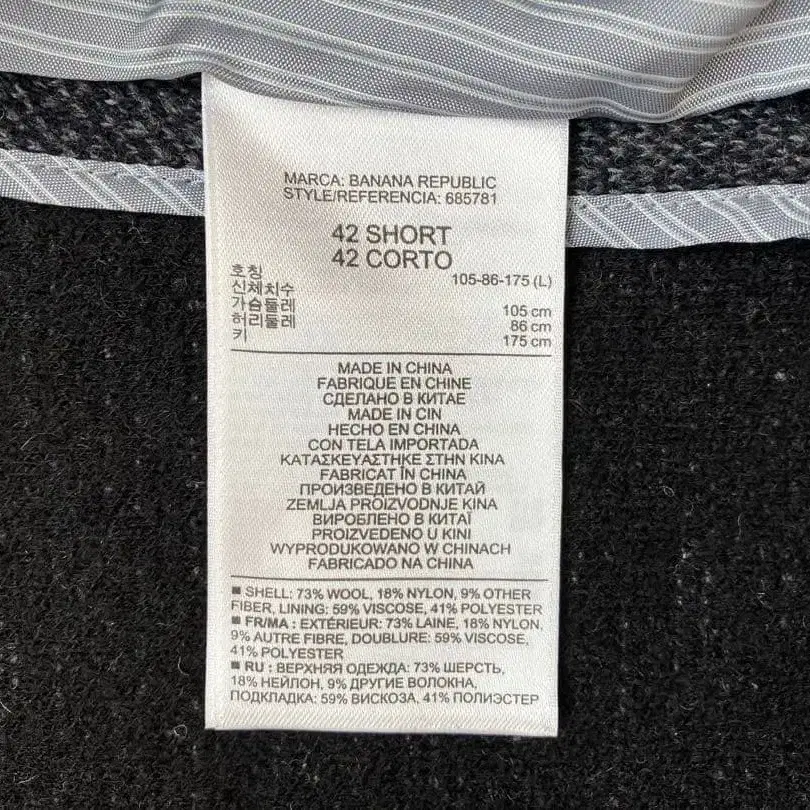 MARCA: BANANA REPUBLIC
STYLE/REFERENCIA: 685781
42 SHORT
42 CORTO
호칭 105-86-175 (L)
신체치수
가슴둘레 105 cm
허리둘레 86 cm
키 175 cm
MADE IN CHINA
FABRIQUE EN CHINE
СДЕЛАНО В КИТАЕ
MADE IN CIN
HECHO EN CHINA
CON TELA IMPORTADA
ΚΑΤΑΣΚΕΥΑΣΤΗΚΕ ΣΤΗΝ ΚΙΝΑ
FABRICAT ÎN CHINA
ПРОИЗВЕДЕНО В КИТАЙ
ZEMLJA PROIZVODNJE KINA
ВИРОБЛЕНО В КИТАЇ
PROIZVEDENO U KINI
WYPRODUKOWANO W CHINACH
FABRICADO NA CHINA
■ SHELL: 73% WOOL, 18% NYLON, 9% OTHER
FIBER, LINING: 59% VISCOSE, 41% POLYESTER
■ FR/MA : EXTÉRIEUR: 73% LAINE, 18% NYLON,
9% AUTRE FIBRE, DOUBLURE: 59% VISCOSE,
41% POLYESTER
■ RU : ВЕРХНЯЯ ОДЕЖДА: 73% ШЕРСТЬ,
18% НЕЙЛОН, 9% ДРУГИЕ ВОЛОКНА,
ПОДКЛАДКА: 59% ВИСКОЗА, 41% ПОЛИЭСТЕР